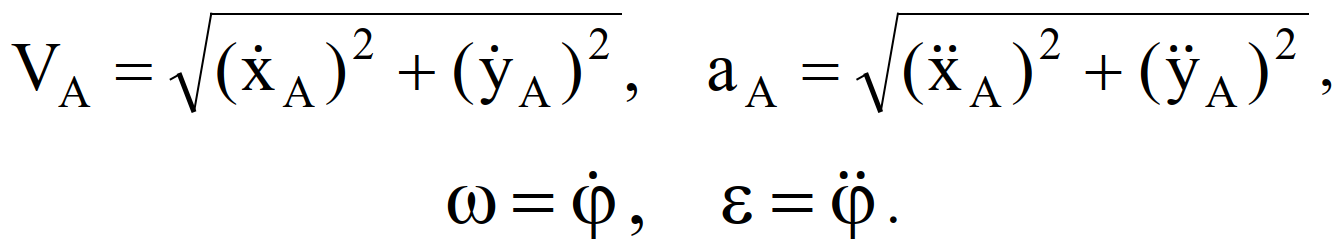 V_A = √((ẋ_A)² + (ẏ_A)²), a_A = √((ẍ_A)² + (ÿ_A)²),
ω = φ̇, ε = φ̈.